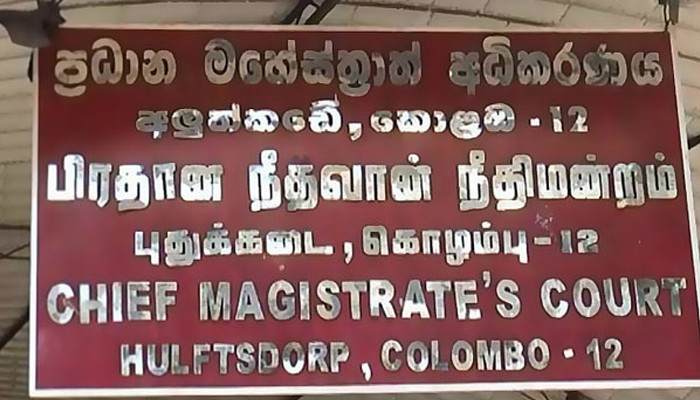 ප්‍රධාන මහේස්ත්‍රාත් අධිකරණය
අලුත්කඩේ, කොළඹ - 12
பிரதான நீதவான் நீதிமன்றம்
புதுக்கடை, கொழும்பு - 12
CHIEF MAGISTRATE'S COURT
HULFTSDORP, COLOMBO - 12